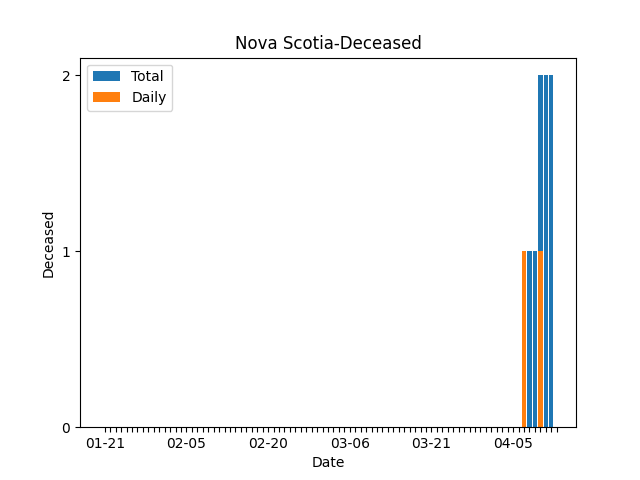 Nova Scotia-Deceased
Total
Daily
Deceased
2
1
0
01-21 02-05 02-20 03-06 03-21 04-05
Date